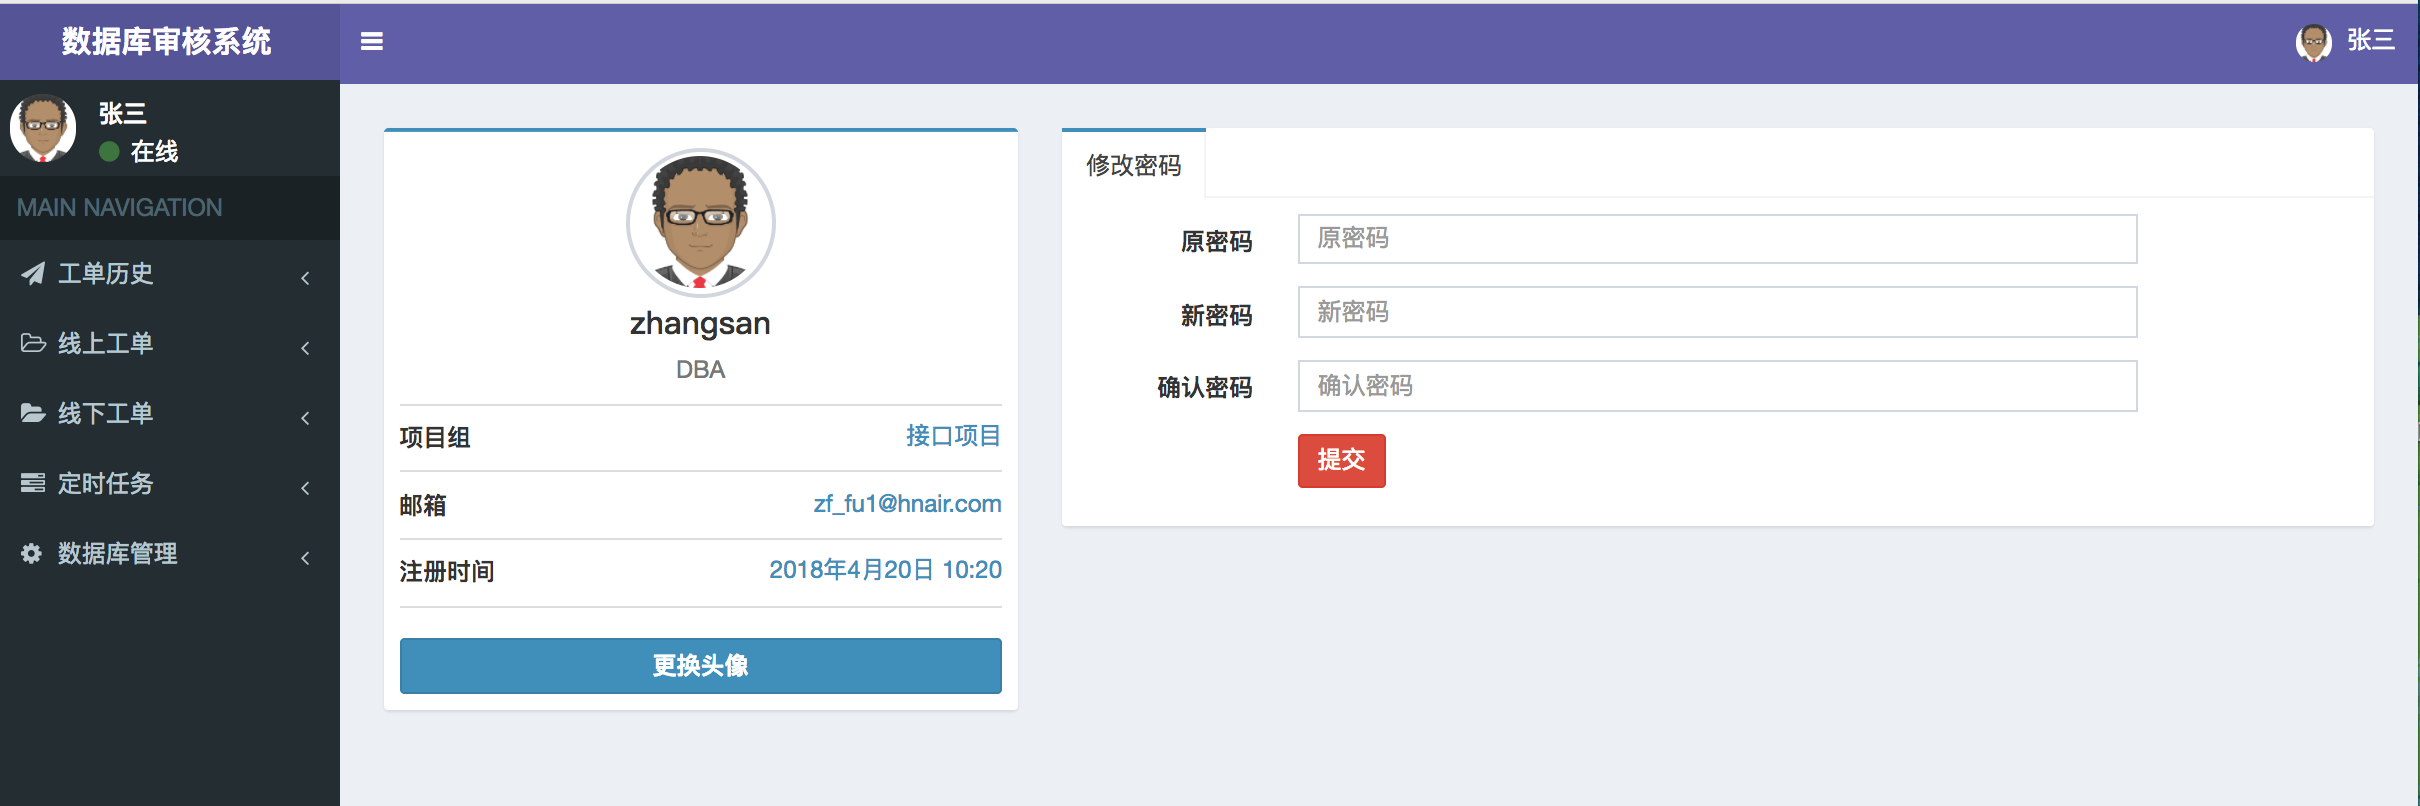 数据库审核系统
张三
张三
在线
MAIN NAVIGATION
工单历史
线上工单
线下工单
定时任务
数据库管理
zhangsan
DBA
项目组 接口项目
邮箱 zf_fu1@hnair.com
注册时间 2018年4月20日 10:20
更换头像
修改密码
原密码 原密码
新密码 新密码
确认密码 确认密码
提交